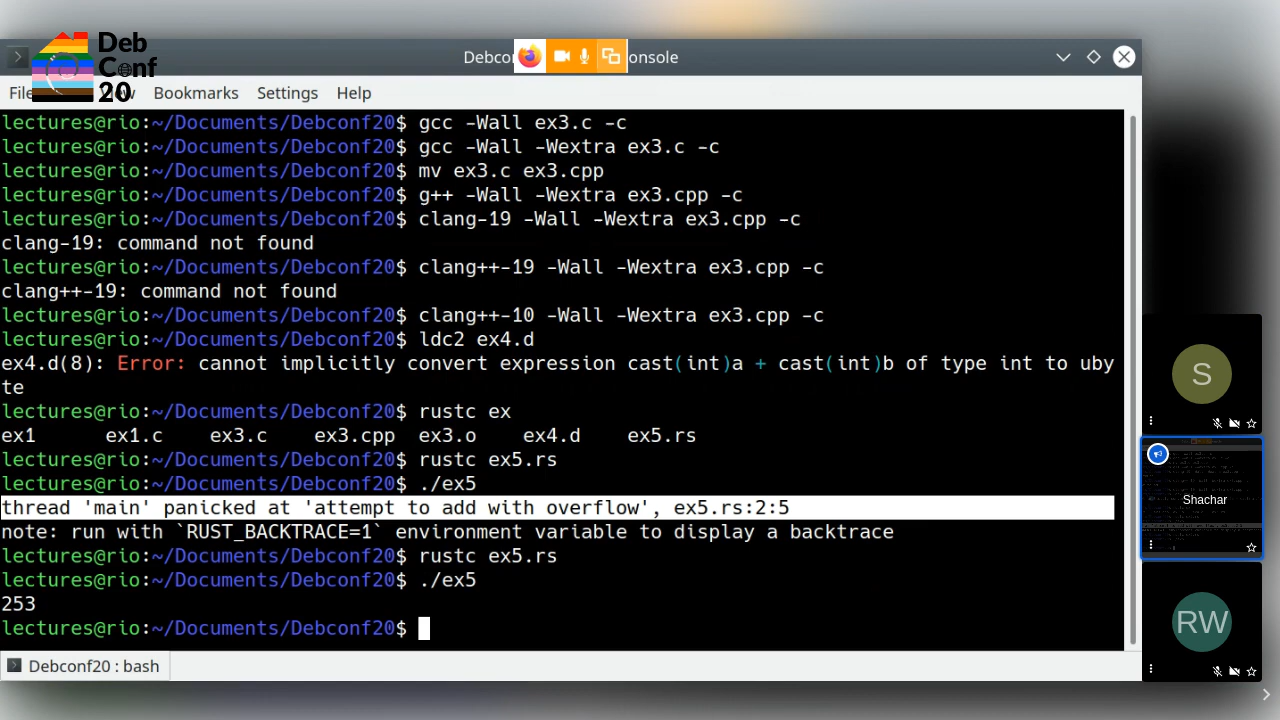 Deb
Conf
20
Debcon
onsole
File
View
Bookmarks
Settings
Help
lectures@rio:~/Documents/Debconf20$ gcc -Wall ex3.c -c
lectures@rio:~/Documents/Debconf20$ gcc -Wall -Wextra ex3.c -c
lectures@rio:~/Documents/Debconf20$ mv ex3.c ex3.cpp
lectures@rio:~/Documents/Debconf20$ g++ -Wall -Wextra ex3.cpp -c
lectures@rio:~/Documents/Debconf20$ clang-19 -Wall -Wextra ex3.cpp -c
clang-19: command not found
lectures@rio:~/Documents/Debconf20$ clang++-19 -Wall -Wextra ex3.cpp -c
clang++-19: command not found
lectures@rio:~/Documents/Debconf20$ clang++-10 -Wall -Wextra ex3.cpp -c
lectures@rio:~/Documents/Debconf20$ ldc2 ex4.d
ex4.d(8): Error: cannot implicitly convert expression cast(int)a + cast(int)b of type int to uby
te
lectures@rio:~/Documents/Debconf20$ rustc ex
ex1 ex1.c ex3.c ex3.cpp ex3.o ex4.d ex5.rs
lectures@rio:~/Documents/Debconf20$ rustc ex5.rs
lectures@rio:~/Documents/Debconf20$ ./ex5
thread 'main' panicked at 'attempt to add with overflow', ex5.rs:2:5
note: run with `RUST_BACKTRACE=1` environment variable to display a backtrace
lectures@rio:~/Documents/Debconf20$ rustc ex5.rs
lectures@rio:~/Documents/Debconf20$ ./ex5
253
lectures@rio:~/Documents/Debconf20$
Debconf20 : bash
S
Shachar
RW